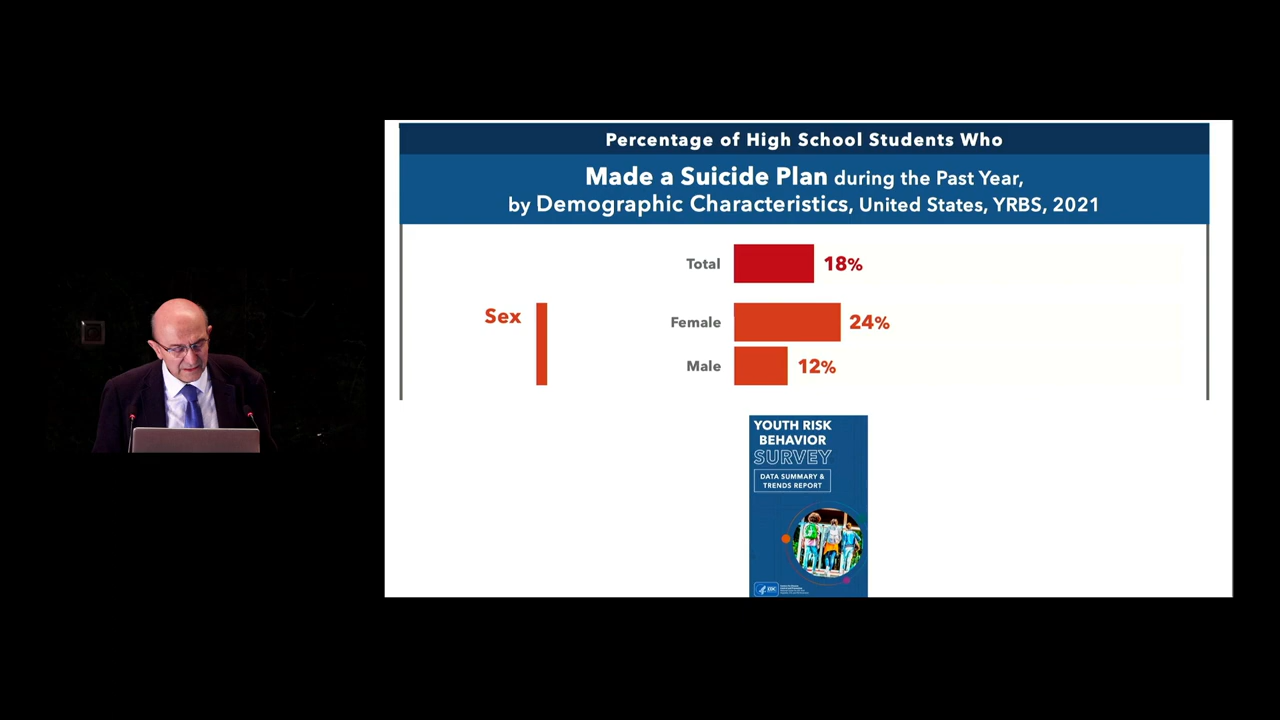 Percentage of High School Students Who
Made a Suicide Plan during the Past Year,
by Demographic Characteristics, United States, YRBS, 2021
Total
18%
Sex
Female
24%
Male
12%
YOUTH RISK
BEHAVIOR
SURVEY
DATA SUMMARY &
TRENDS REPORT
CDC